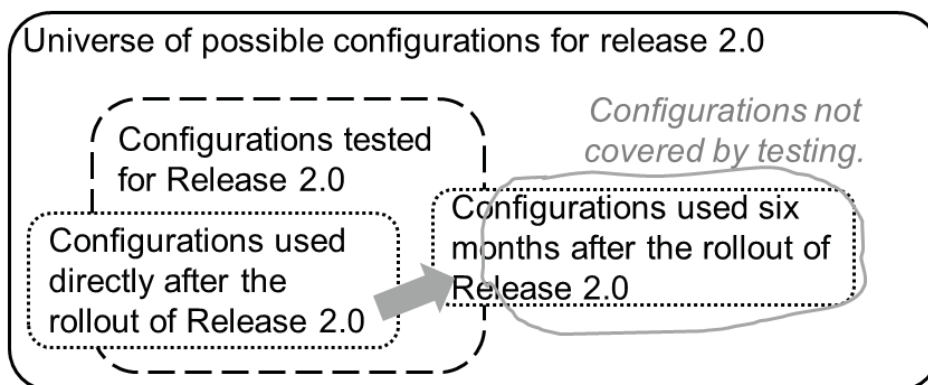 Universe of possible configurations for release 2.0
Configurations not
covered by testing.
Configurations tested
for Release 2.0
Configurations used six
months after the rollout of
Release 2.0
Configurations used
directly after the
rollout of Release 2.0